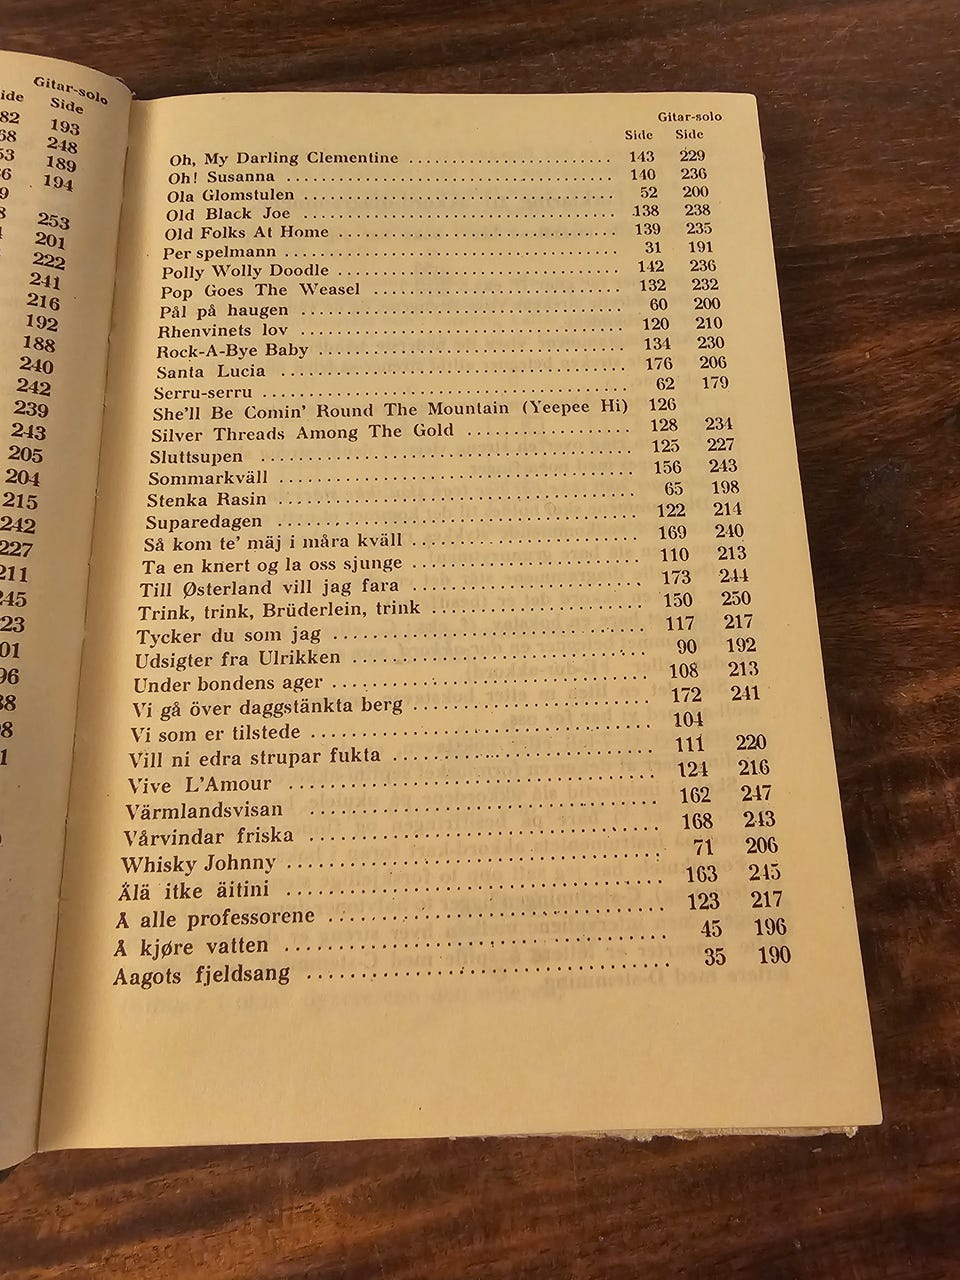 Gitar-solo
Side
193
248
189
194
253
201
222
241
216
192
188
240
242
239
243
205
204
215
242
227
211
245
223
201
196
188
Gitar-solo
Side Side
Oh, My Darling Clementine 143 229
Oh! Susanna 140 236
Ola Glomstulen 52 200
Old Black Joe 138 238
Old Folks At Home 139 235
Per spelmann 31 191
Polly Wolly Doodle 142 236
Pop Goes The Weasel 132 232
Pål på haugen 60 200
Rhenvinets lov 120 210
Rock-A-Bye Baby 134 230
Santa Lucia 176 206
Serru-serru 62 179
She'll Be Comin' Round The Mountain (Yeepee Hi) 126
Silver Threads Among The Gold 128 234
Sluttsupen 125 227
Sommarkväll 156 243
Stenka Rasin 65 198
Suparedagen 122 214
Så kom te' mäj i måra kväll 169 240
Ta en knert og la oss sjunge 110 213
Till Østerland vill jag fara 173 244
Trink, trink, Brüderlein, trink 150 250
Tycker du som jag 117 217
Udsigter fra Ulrikken 90 192
Under bondens ager 108 213
Vi gå över daggstänkta berg 172 241
Vi som er tilstede 104
Vill ni edra strupar fukta 111 220
Vive L'Amour 124 216
Värmlandsvisan 162 247
Vårvindar friska 168 243
Whisky Johnny 71 206
Älä itke äitini 163 245
Å alle professorene 123 217
Å kjøre vatten 45 196
Aagots fjeldsang 35 190